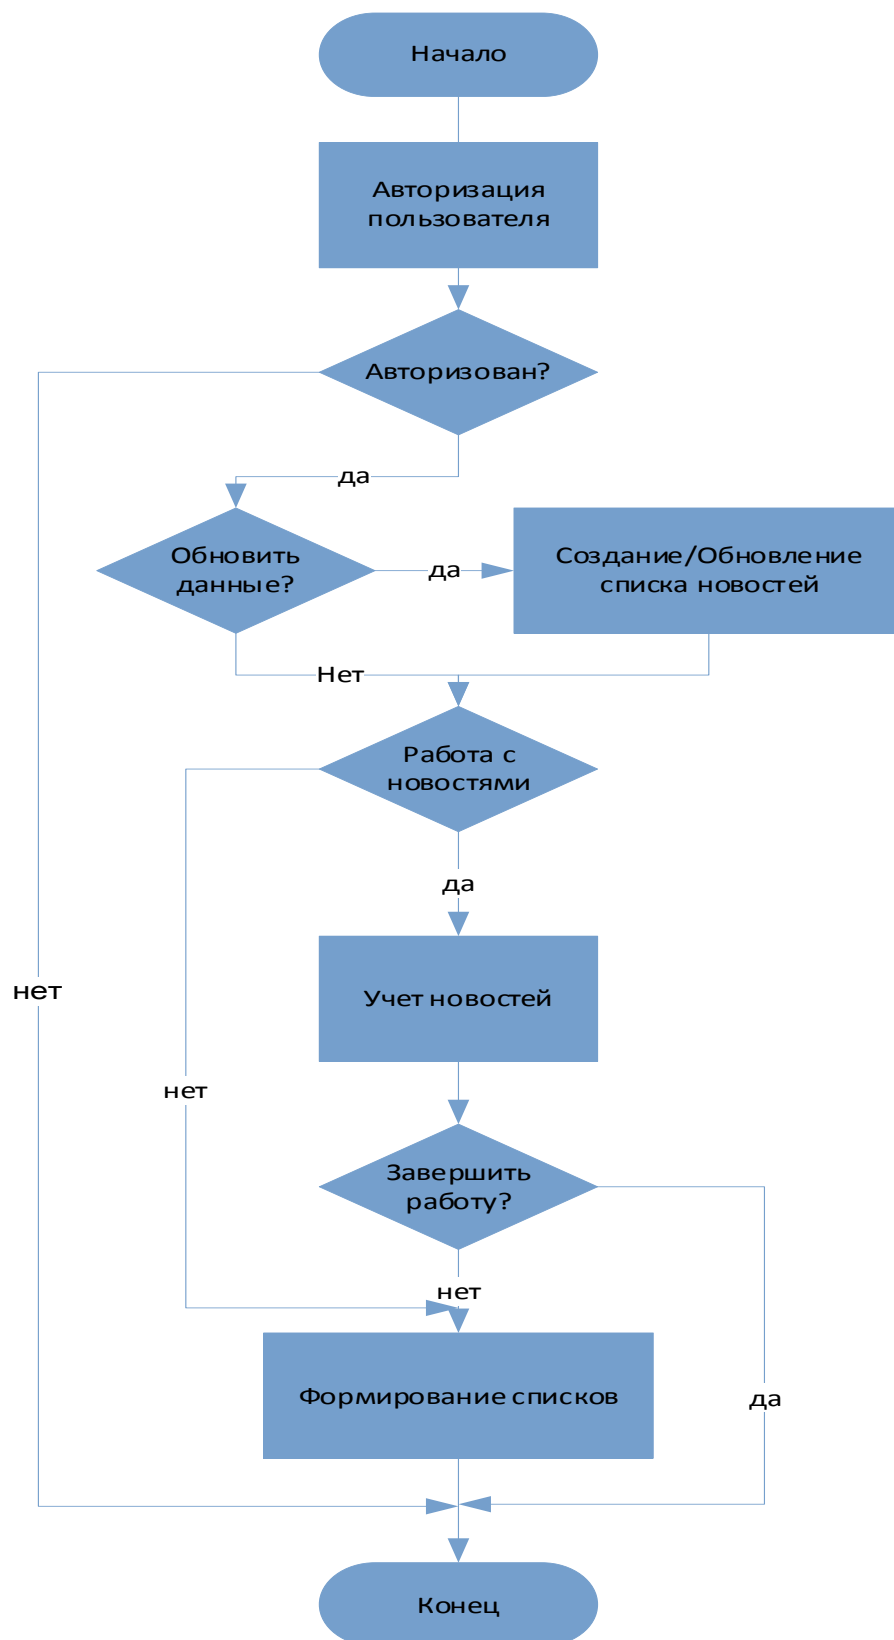 Начало
Авторизация
пользователя
Авторизован?
да
Обновить
данные?
да
Создание/Обновление
списка новостей
Нет
Работа с
новостями
да
нет
Учет новостей
нет
Завершить
работу?
нет
Формирование списков
да
Конец